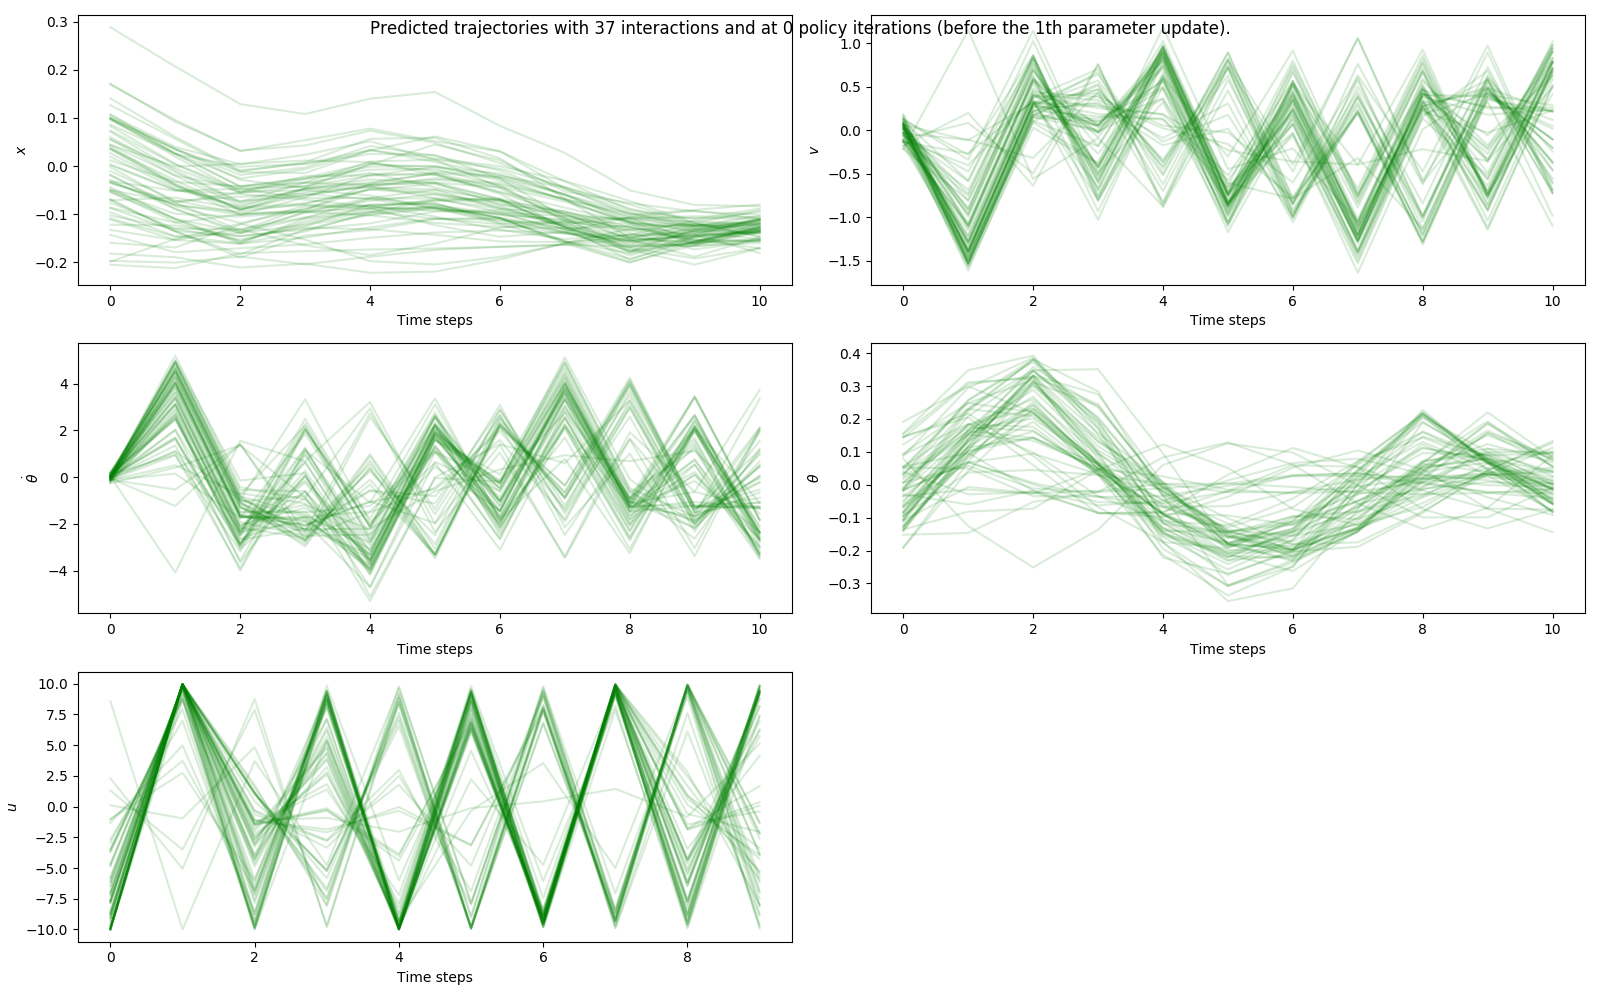 Predicted trajectories with 37 interactions and at 0 policy iterations (before the 1th parameter update).
0.3
0.2
0.1
0.0
−0.1
−0.2
x
0 2 4 6 8 10
Time steps
1.0
0.5
0.0
−0.5
−1.0
−1.5
v
0 2 4 6 8 10
Time steps
4
2
0
−2
−4
θ̇
0 2 4 6 8 10
Time steps
0.4
0.3
0.2
0.1
0.0
−0.1
−0.2
−0.3
θ
0 2 4 6 8 10
Time steps
10.0
7.5
5.0
2.5
0.0
−2.5
−5.0
−7.5
−10.0
u
0 2 4 6 8
Time steps